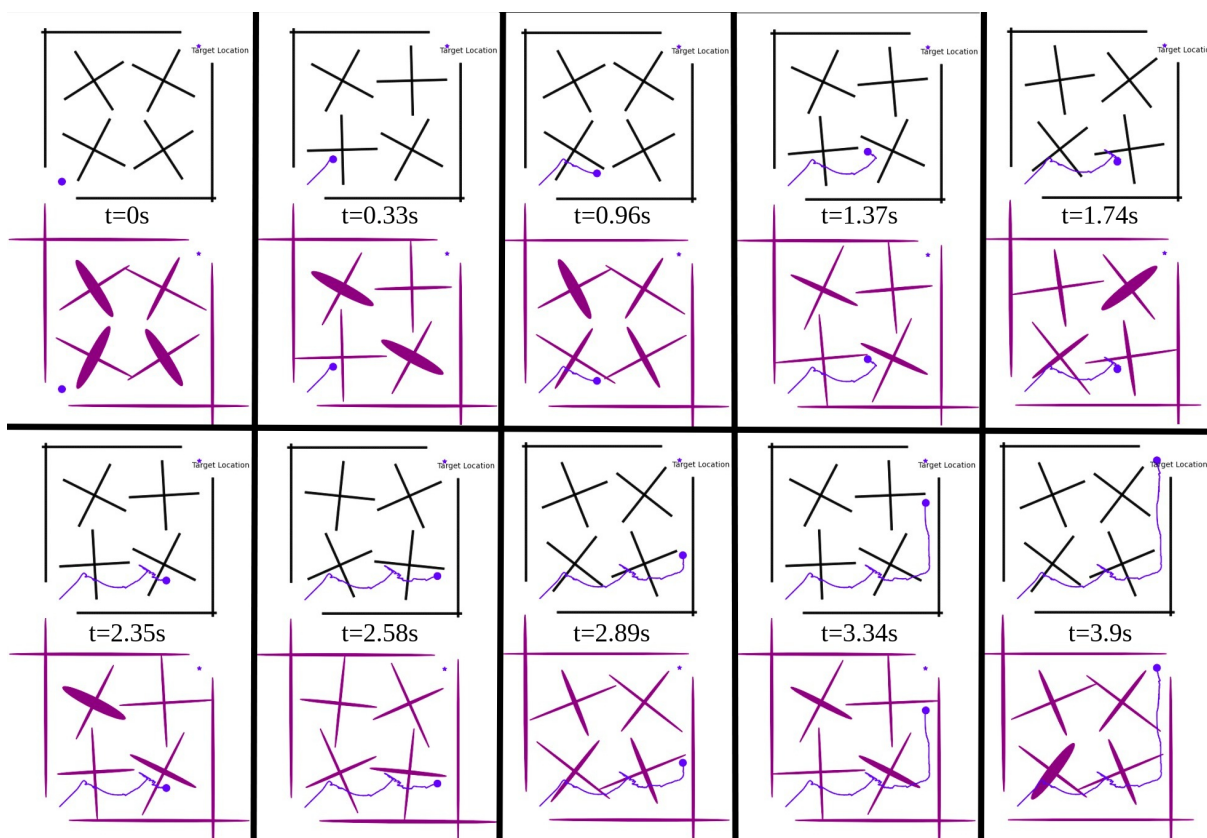 Target Location
Target Location
Target Location
Target Location
Target Location
t=0s
t=0.33s
t=0.96s
t=1.37s
t=1.74s
Target Location
Target Location
Target Location
Target Location
Target Location
t=2.35s
t=2.58s
t=2.89s
t=3.34s
t=3.9s